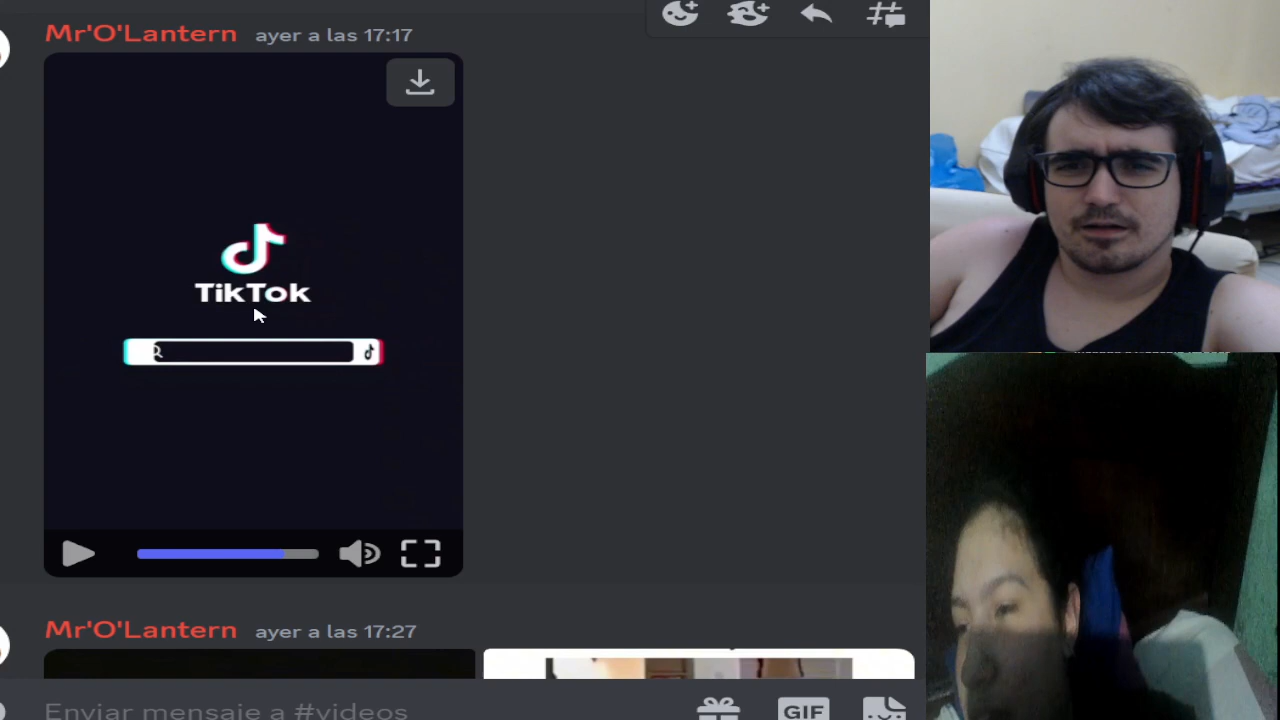 Mr'O'Lantern ayer a las 17:17
TikTok
Mr'O'Lantern ayer a las 17:27
Enviar mensaje a #videos
GIF